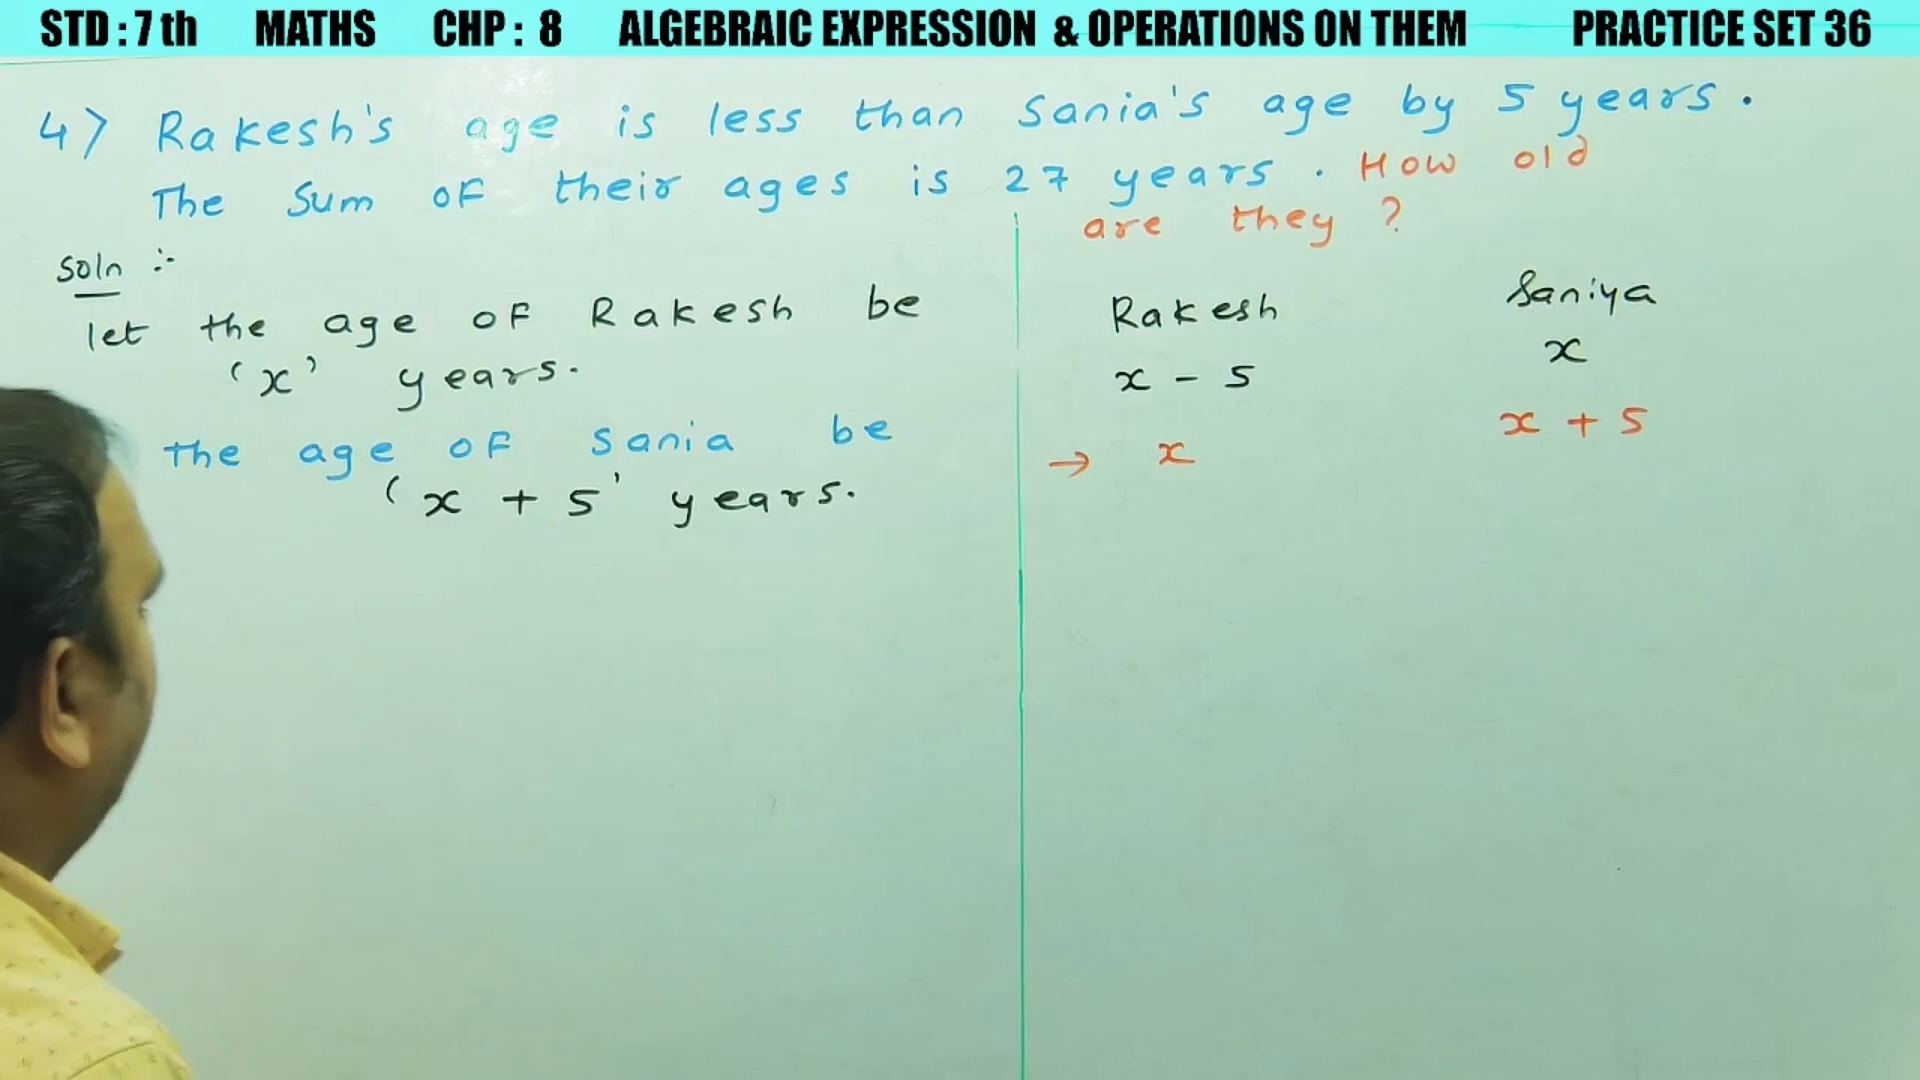 STD : 7 th MATHS CHP : 8 ALGEBRAIC EXPRESSION & OPERATIONS ON THEM PRACTICE SET 36
4) Rakesh's age is less than Sania's age by 5 years.
The sum of their ages is 27 years. How old
are they ?
Soln :-
let the age of Rakesh be
'x' years.
the age of Sania be
'x + 5' years.
Rakesh Saniya
x - 5 x
→ x x + 5